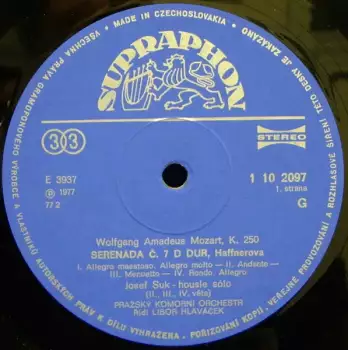 • MADE IN CZECHOSLOVAKIA •
VŠECHNA PRÁVA GRAMOFONOVÉHO VÝROBCE A VLASTNÍKŮ AUTORSKÝCH PRÁV K DÍLU VYHRAŽENA. POŘIZOVÁNÍ KOPIÍ, VEŘEJNÉ PROVOZOVÁNÍ A ROZHLASOVÉ ŠÍŘENÍ TÉTO DESKY JE ZAKÁZÁNO
SUPRAPHON
33
STEREO
E 3937
1 10 2097
℗ 1977
1. strana
77 2
G
Wolfgang Amadeus Mozart, K. 250
SERENÁDA Č. 7 D DUR, Haffnerova
I. Allegro maestoso. Allegro molto — II. Andante —
III. Menuetto — IV. Rondo. Allegro
Josef Suk - housle sólo
(II., III., IV. věta)
PRAŽSKÝ KOMORNÍ ORCHESTR
Řídí LIBOR HLAVÁČEK